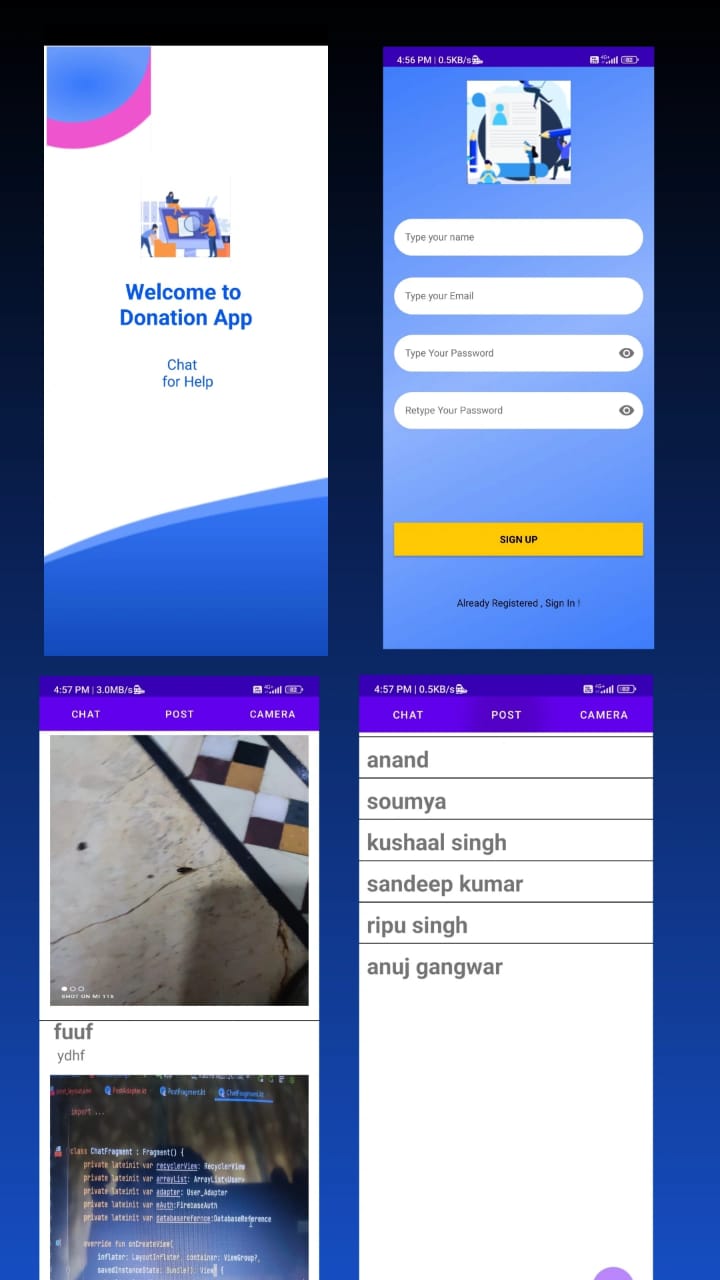 Welcome to
Donation App
Chat
for Help
4:56 PM | 0.5KB/s
82
Type your name
Type your Email
Type Your Password
Retype Your Password
SIGN UP
Already Registered , Sign In !
4:57 PM | 3.0MB/s
82
CHAT POST CAMERA
SHOT ON MI 11X
fuuf
ydhf
PostAdapter.kt PostFragment.kt ChatFragment.kt
import ...
class ChatFragment : Fragment() {
private lateinit var recyclerView: RecyclerView
private lateinit var arrayList: ArrayList<User>
private lateinit var adapter: User_Adapter
private lateinit var mAuth:FirebaseAuth
private lateinit var databaserefernce:DatabaseReference
override fun onCreateView(
inflater: LayoutInflater, container: ViewGroup?,
savedInstanceState: Bundle?): View {
4:57 PM | 0.5KB/s
82
CHAT POST CAMERA
anand
soumya
kushaal singh
sandeep kumar
ripu singh
anuj gangwar